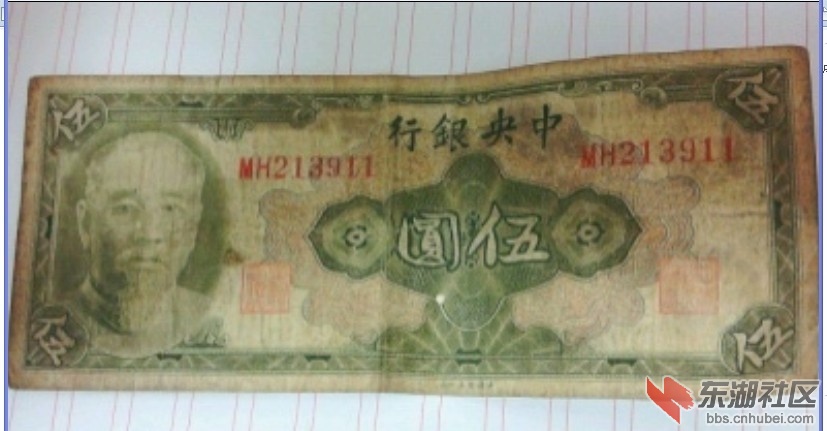 伍
伍
中央銀行
MH213911
MH213911
伍圓
伍
伍
东湖社区
bbs.cnhubei.com